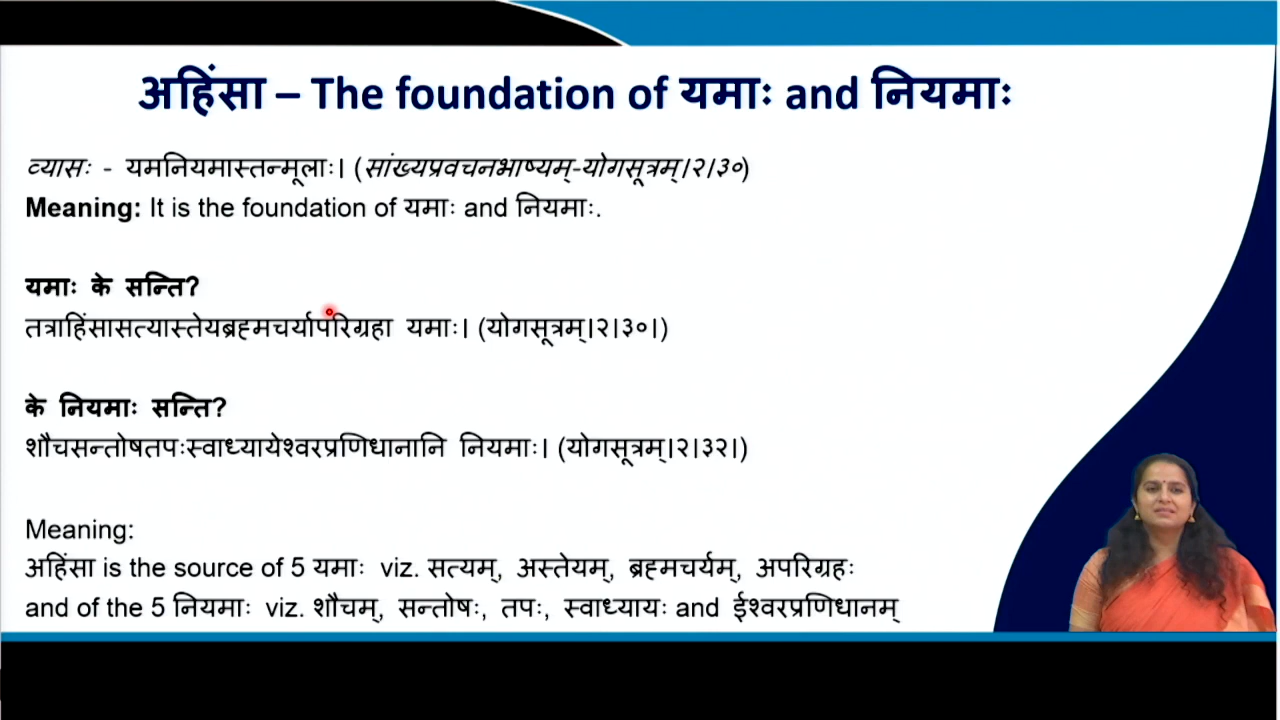 अहिंसा – The foundation of यमाः and नियमाः
व्यासः - यमनियमास्तन्मूलाः। (सांख्यप्रवचनभाष्यम्-योगसूत्रम्।२।३०)
Meaning: It is the foundation of यमाः and नियमाः.
यमाः के सन्ति?
तत्राहिंसासत्यास्तेयब्रह्मचर्यापरिग्रहा यमाः। (योगसूत्रम्।२।३०।)
के नियमाः सन्ति?
शौचसन्तोषतपःस्वाध्यायेश्वरप्रणिधानानि नियमाः। (योगसूत्रम्।२।३२।)
Meaning:
अहिंसा is the source of 5 यमाः viz. सत्यम्, अस्तेयम्, ब्रह्मचर्यम्, अपरिग्रहः
and of the 5 नियमाः viz. शौचम्, सन्तोषः, तपः, स्वाध्यायः and ईश्वरप्रणिधानम्